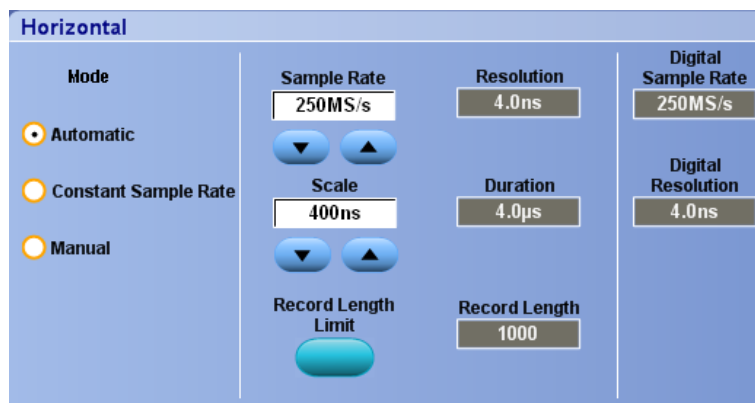 Horizontal
Mode
Automatic
Constant Sample Rate
Manual
Sample Rate
250MS/s
Scale
400ns
Record Length
Limit
Resolution
4.0ns
Duration
4.0µs
Record Length
1000
Digital
Sample Rate
250MS/s
Digital
Resolution
4.0ns